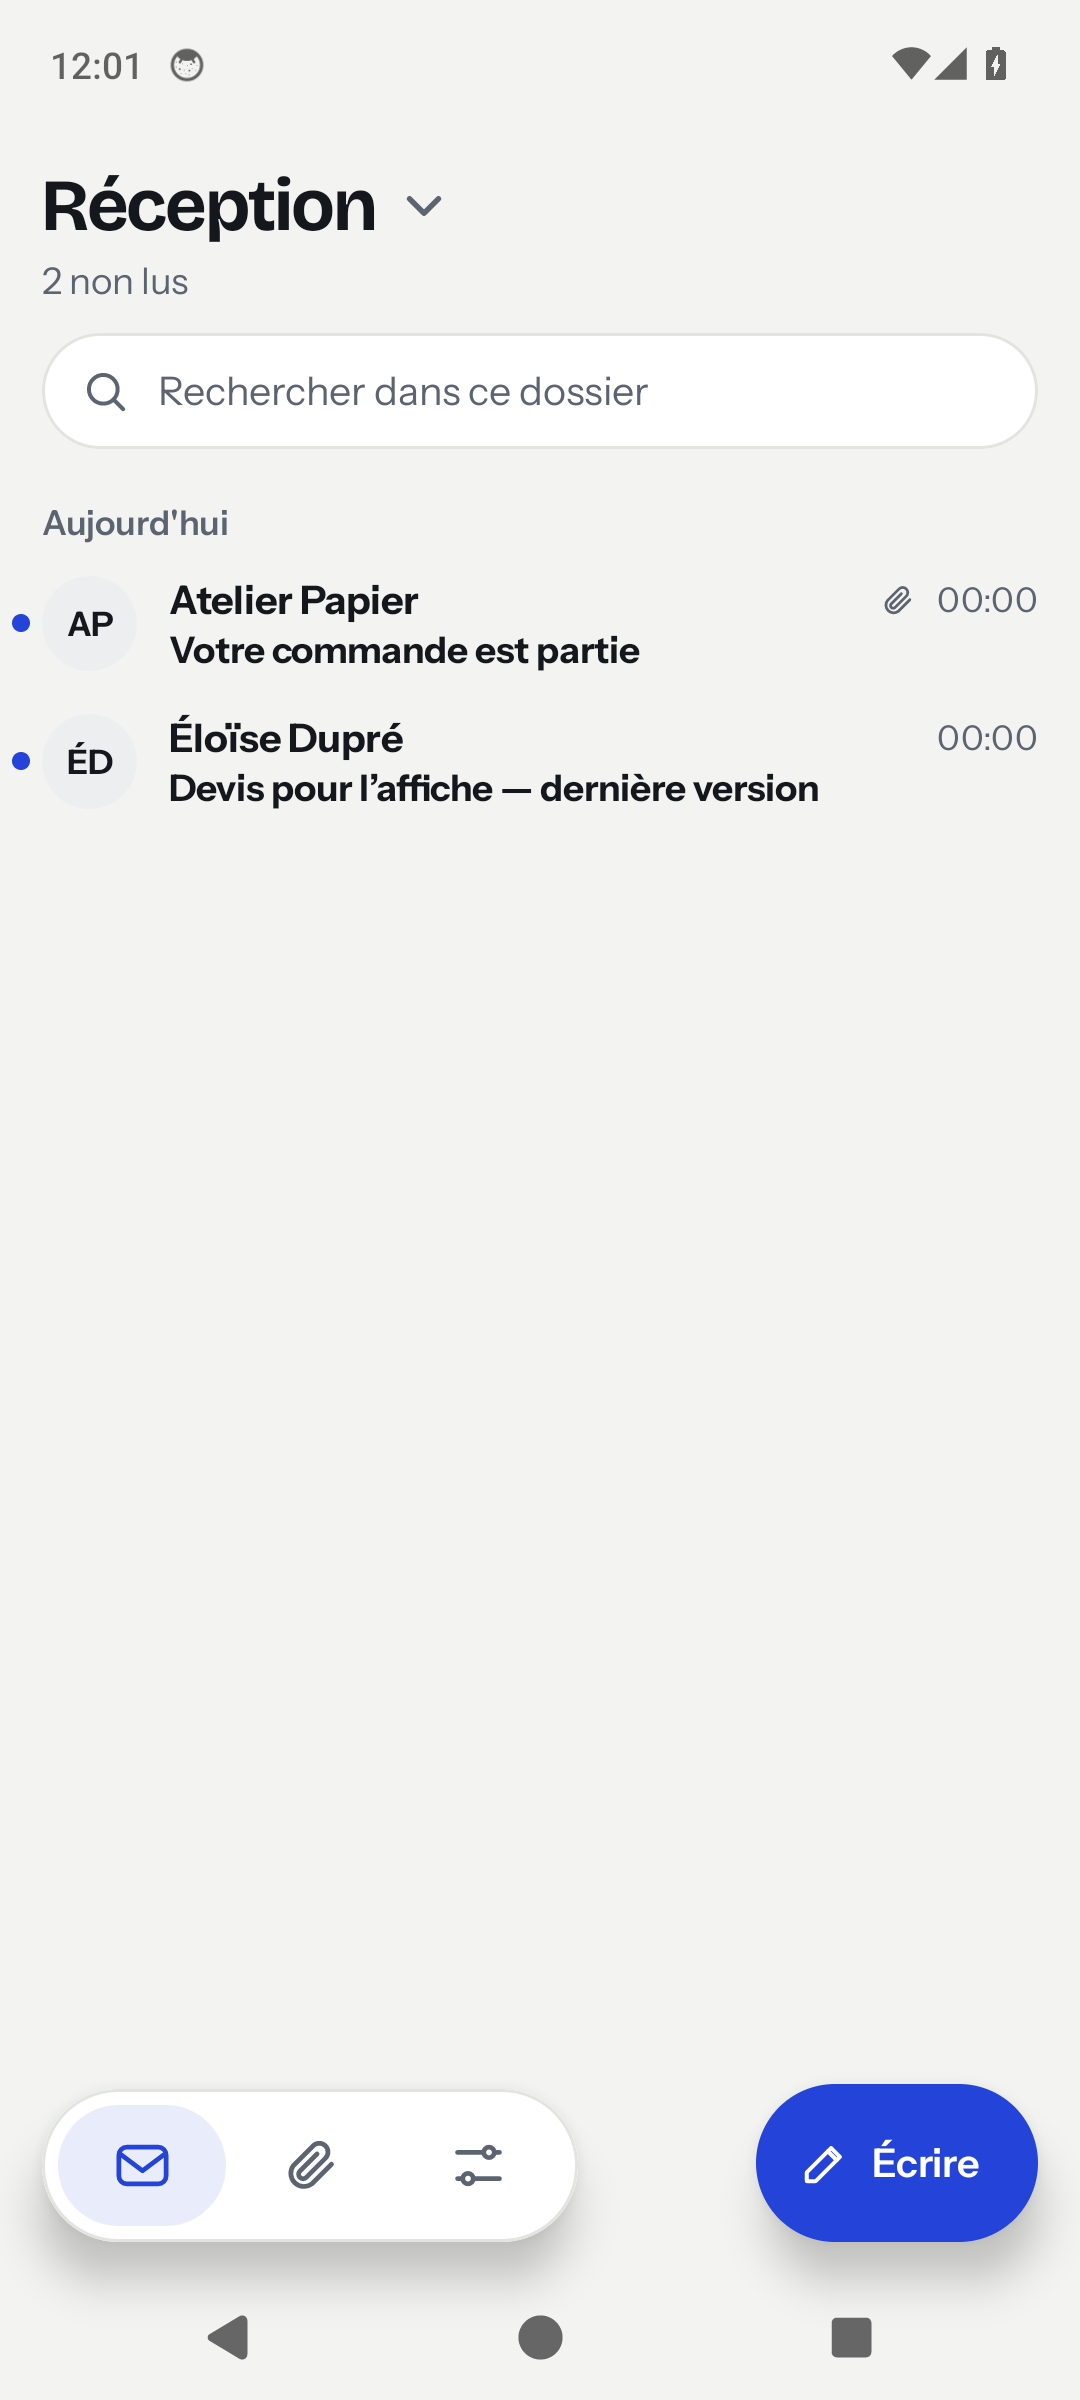 12:01
Réception
2 non lus
Rechercher dans ce dossier
Aujourd'hui
AP
Atelier Papier
00:00
Votre commande est partie
ÉD
Éloïse Dupré
00:00
Devis pour l’affiche — dernière version
Écrire